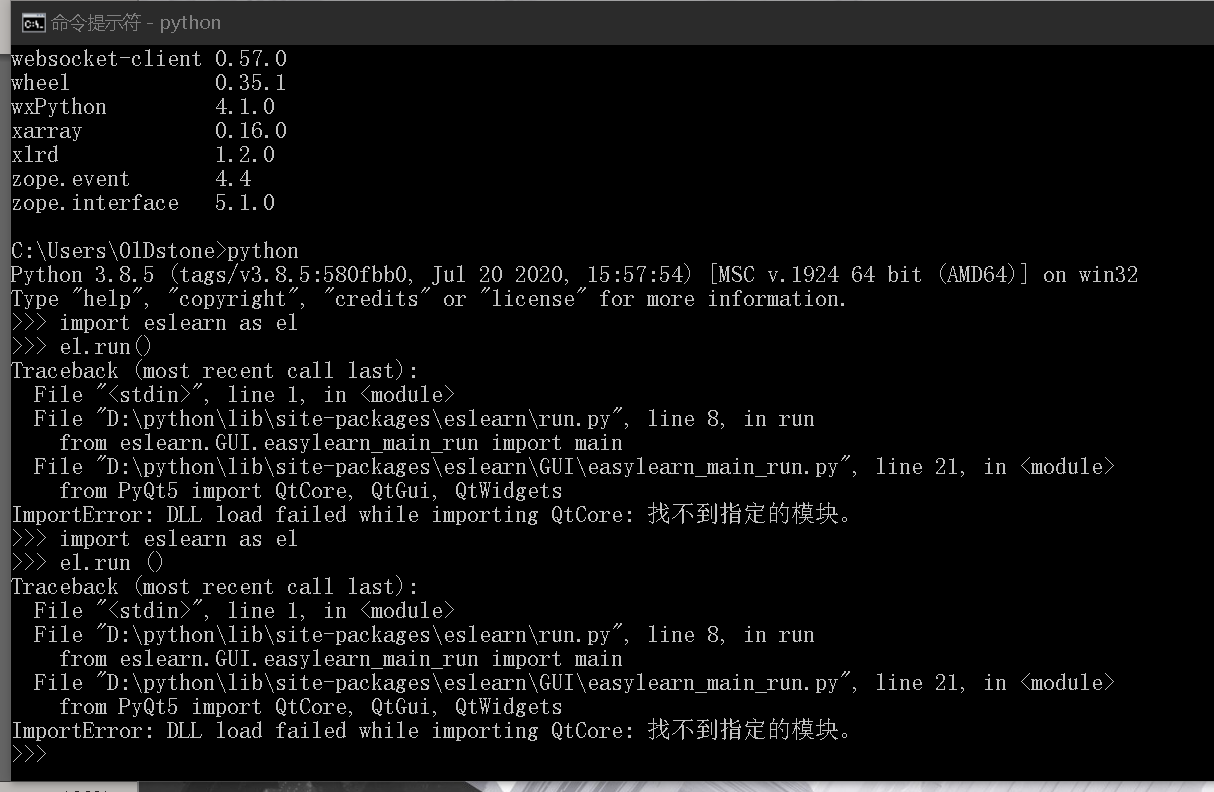 命令提示符 - python
websocket-client 0.57.0
wheel 0.35.1
wxPython 4.1.0
xarray 0.16.0
xlrd 1.2.0
zope.event 4.4
zope.interface 5.1.0
C:\Users\OlDstone>python
Python 3.8.5 (tags/v3.8.5:580fbb0, Jul 20 2020, 15:57:54) [MSC v.1924 64 bit (AMD64)] on win32
Type "help", "copyright", "credits" or "license" for more information.
>>> import eslearn as el
>>> el.run()
Traceback (most recent call last):
File "<stdin>", line 1, in <module>
File "D:\python\lib\site-packages\eslearn\run.py", line 8, in run
from eslearn.GUI.easylearn_main_run import main
File "D:\python\lib\site-packages\eslearn\GUI\easylearn_main_run.py", line 21, in <module>
from PyQt5 import QtCore, QtGui, QtWidgets
ImportError: DLL load failed while importing QtCore: 找不到指定的模块。
>>> import eslearn as el
>>> el.run ()
Traceback (most recent call last):
File "<stdin>", line 1, in <module>
File "D:\python\lib\site-packages\eslearn\run.py", line 8, in run
from eslearn.GUI.easylearn_main_run import main
File "D:\python\lib\site-packages\eslearn\GUI\easylearn_main_run.py", line 21, in <module>
from PyQt5 import QtCore, QtGui, QtWidgets
ImportError: DLL load failed while importing QtCore: 找不到指定的模块。
>>>